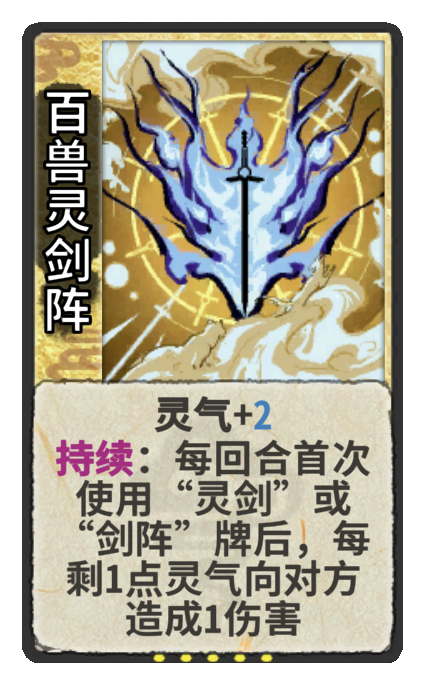 百兽灵剑阵
灵气+2
持续：每回合首次
使用“灵剑”或
“剑阵”牌后，每
剩1点灵气向对方
造成1伤害